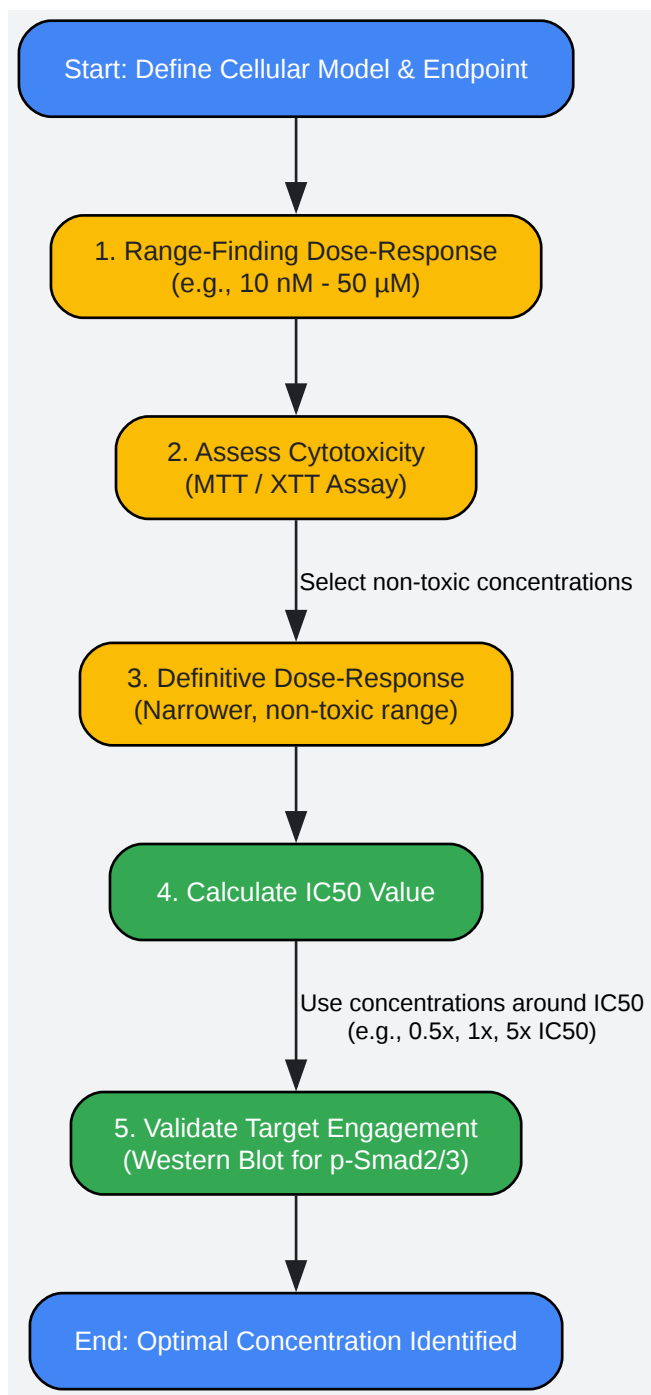 Start: Define Cellular Model & Endpoint
1. Range-Finding Dose-Response
(e.g., 10 nM - 50 µM)
2. Assess Cytotoxicity
(MTT / XTT Assay)
Select non-toxic concentrations
3. Definitive Dose-Response
(Narrower, non-toxic range)
4. Calculate IC50 Value
Use concentrations around IC50
(e.g., 0.5x, 1x, 5x IC50)
5. Validate Target Engagement
(Western Blot for p-Smad2/3)
End: Optimal Concentration Identified